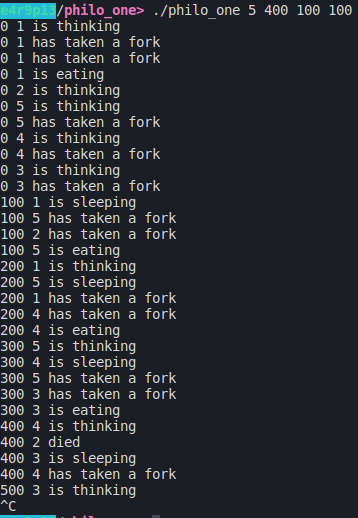 e4r9p13/philo_one> ./philo_one 5 400 100 100
0 1 is thinking
0 1 has taken a fork
0 1 has taken a fork
0 1 is eating
0 2 is thinking
0 5 is thinking
0 5 has taken a fork
0 4 is thinking
0 4 has taken a fork
0 3 is thinking
0 3 has taken a fork
100 1 is sleeping
100 5 has taken a fork
100 2 has taken a fork
100 5 is eating
200 1 is thinking
200 5 is sleeping
200 1 has taken a fork
200 4 has taken a fork
200 4 is eating
300 5 is thinking
300 4 is sleeping
300 5 has taken a fork
300 3 has taken a fork
300 3 is eating
400 4 is thinking
400 2 died
400 3 is sleeping
400 4 has taken a fork
500 3 is thinking
^C